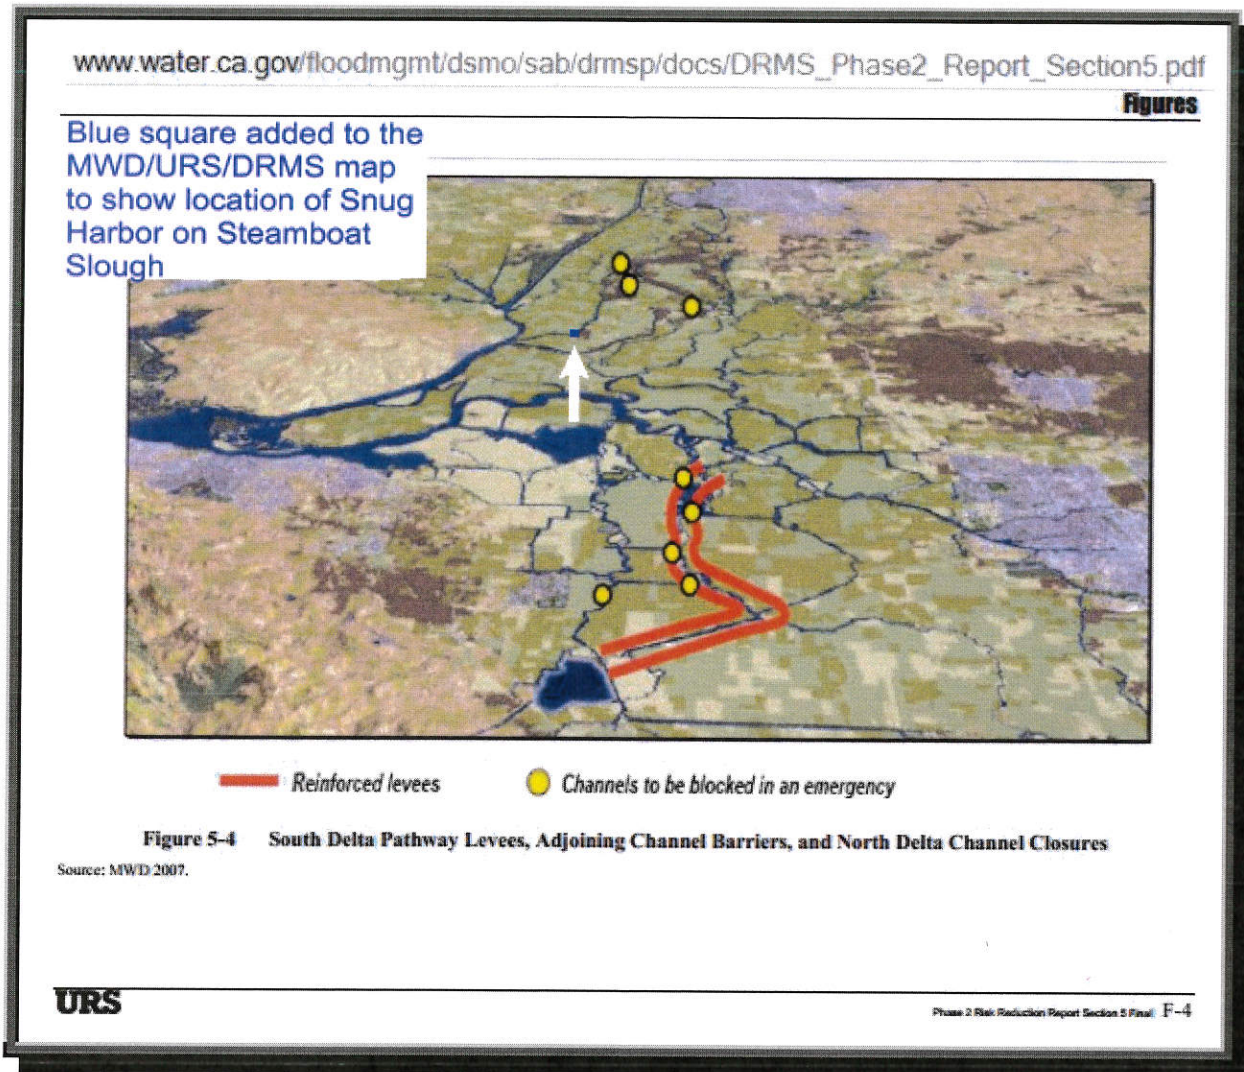 www.water.ca.gov/floodmgmt/dsmo/sab/drmsp/docs/DRMS_Phase2_Report_Section5.pdf
Figures
Blue square added to the
MWD/URS/DRMS map
to show location of Snug
Harbor on Steamboat
Slough
Reinforced levees
Channels to be blocked in an emergency
Figure 5-4 South Delta Pathway Levees, Adjoining Channel Barriers, and North Delta Channel Closures
Source: MWD 2007.
URS
Phase 2 Risk Reduction Report Section 5 Final F-4